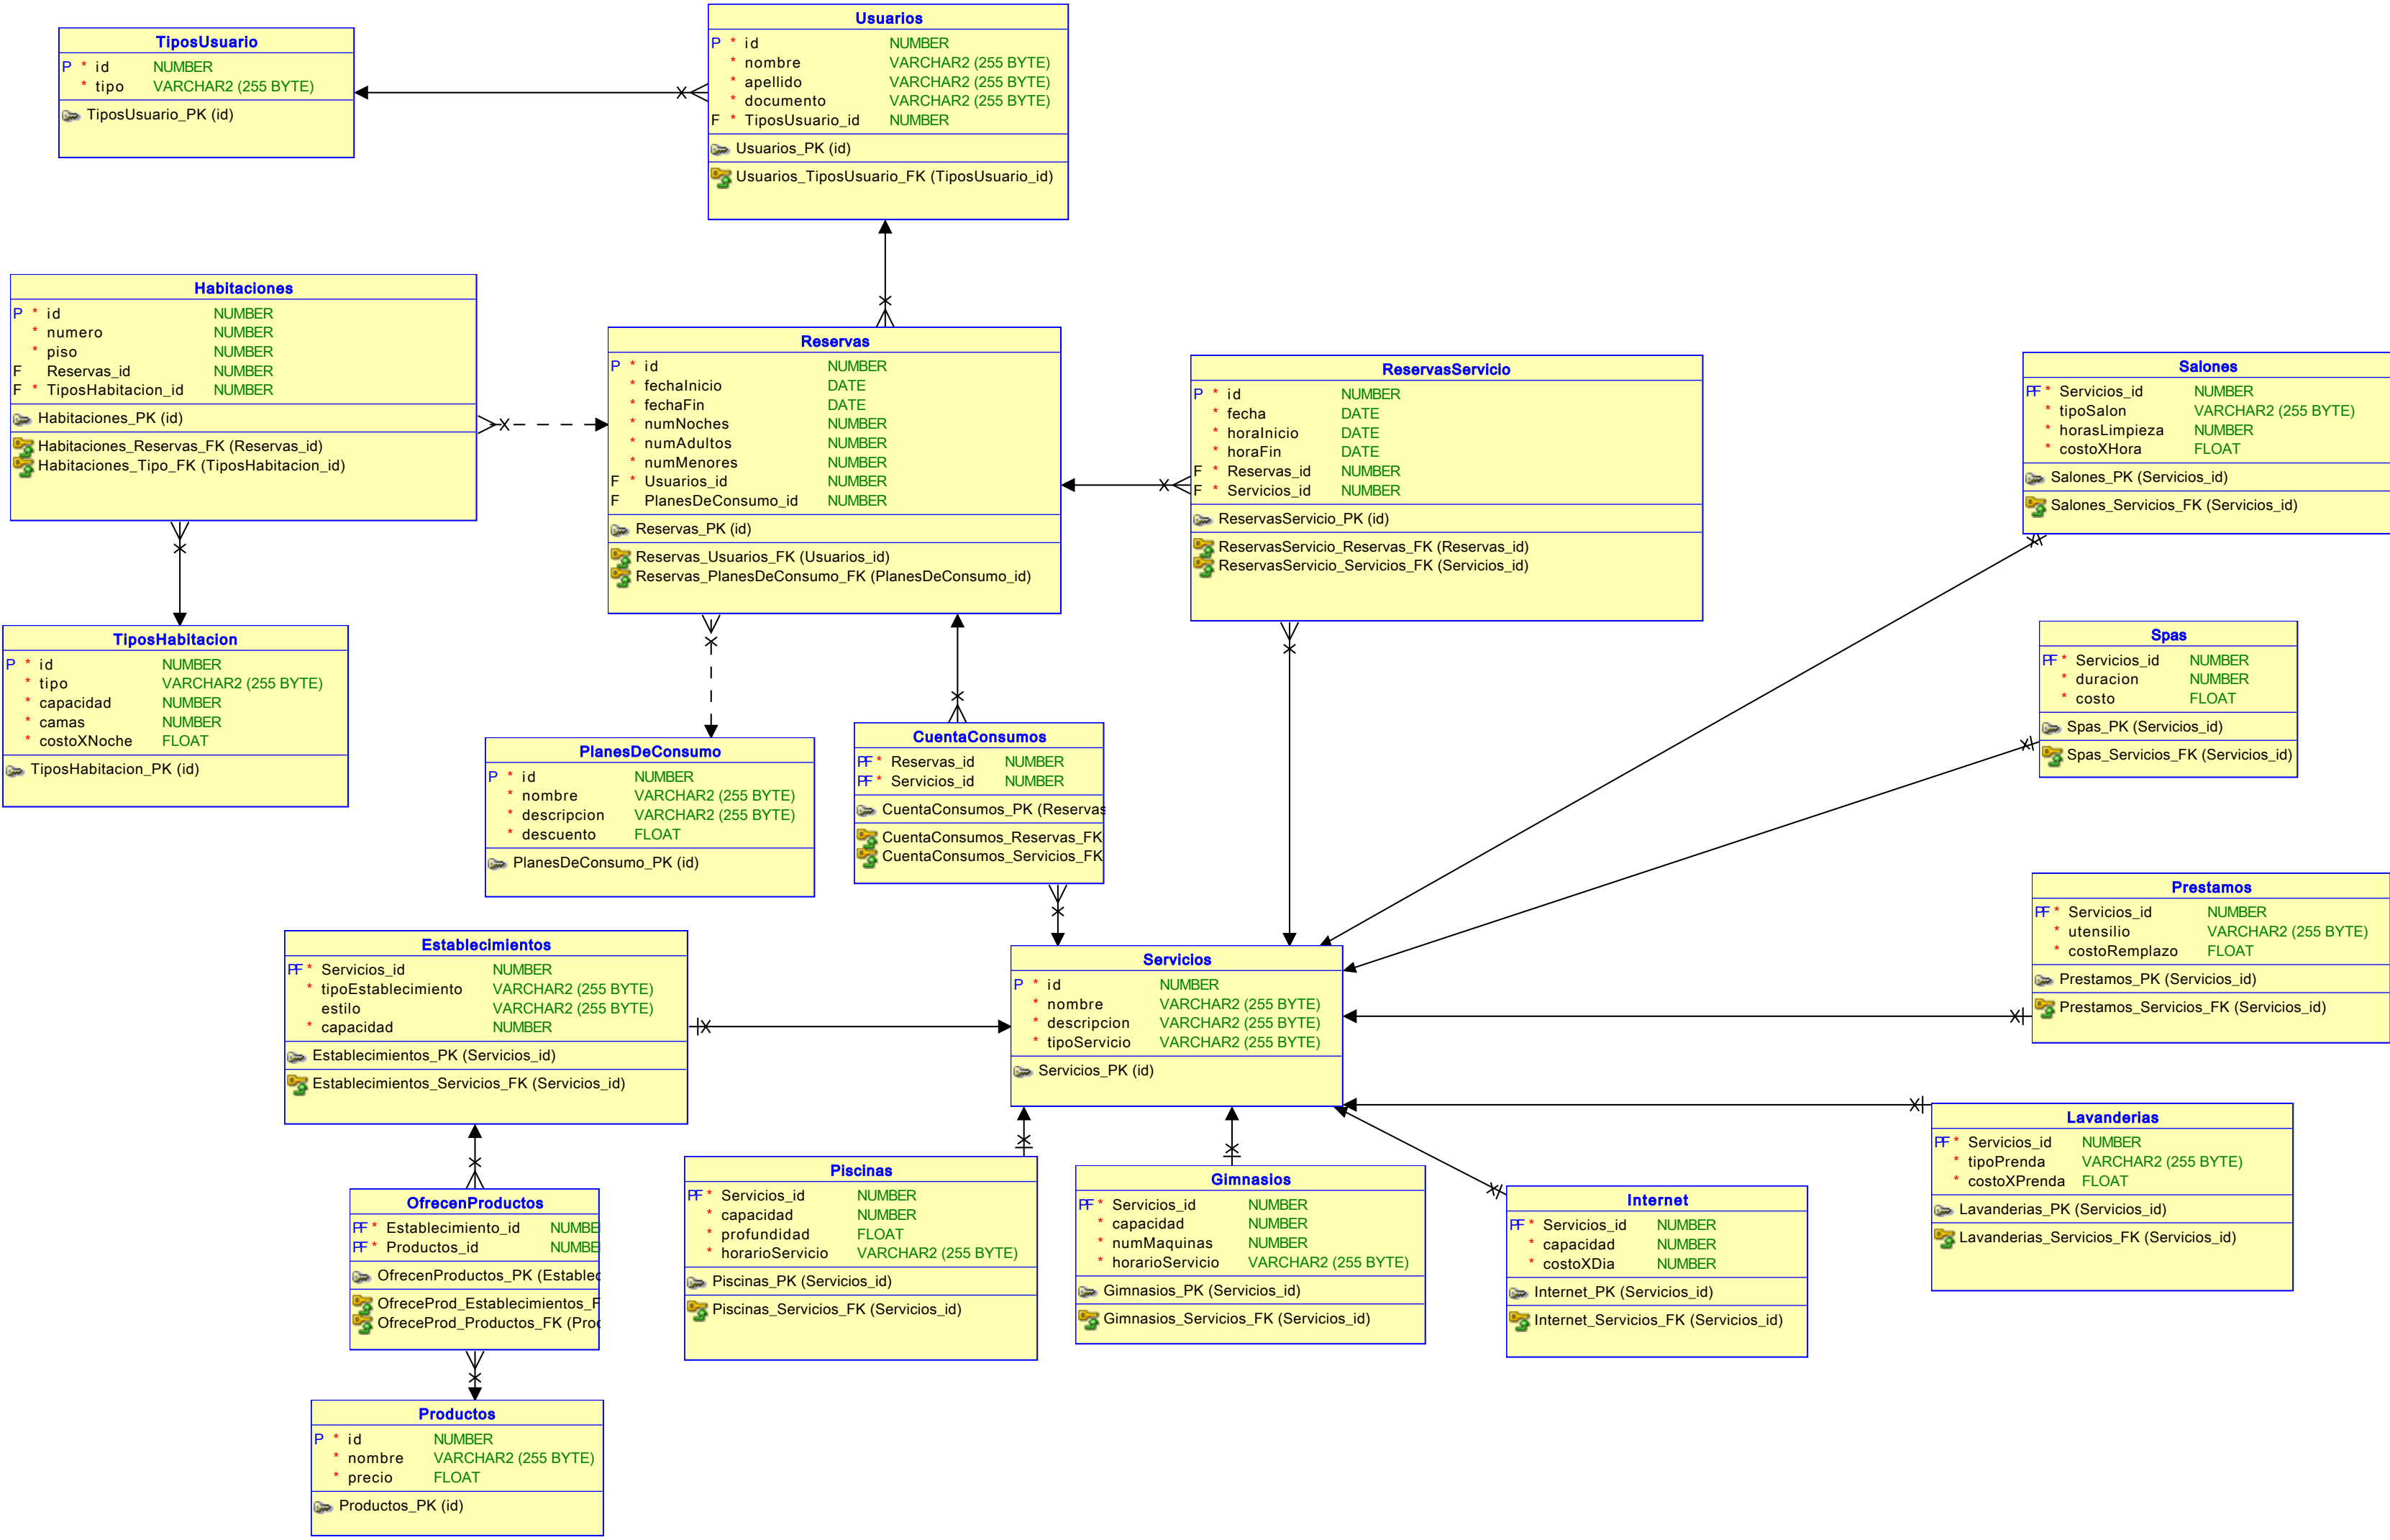 TiposUsuario
P * id NUMBER
* tipo VARCHAR2 (255 BYTE)
TiposUsuario_PK (id)
Usuarios
P * id NUMBER
* nombre VARCHAR2 (255 BYTE)
* apellido VARCHAR2 (255 BYTE)
* documento VARCHAR2 (255 BYTE)
F * TiposUsuario_id NUMBER
Usuarios_PK (id)
Usuarios_TiposUsuario_FK (TiposUsuario_id)
Habitaciones
P * id NUMBER
* numero NUMBER
* piso NUMBER
F Reservas_id NUMBER
F * TiposHabitacion_id NUMBER
Habitaciones_PK (id)
Habitaciones_Reservas_FK (Reservas_id)
Habitaciones_Tipo_FK (TiposHabitacion_id)
Reservas
P * id NUMBER
* fechaInicio DATE
* fechaFin DATE
* numNoches NUMBER
* numAdultos NUMBER
* numMenores NUMBER
F * Usuarios_id NUMBER
F PlanesDeConsumo_id NUMBER
Reservas_PK (id)
Reservas_Usuarios_FK (Usuarios_id)
Reservas_PlanesDeConsumo_FK (PlanesDeConsumo_id)
ReservasServicio
P * id NUMBER
* fecha DATE
* horaInicio DATE
* horaFin DATE
F * Reservas_id NUMBER
F * Servicios_id NUMBER
ReservasServicio_PK (id)
ReservasServicio_Reservas_FK (Reservas_id)
ReservasServicio_Servicios_FK (Servicios_id)
Salones
PF * Servicios_id NUMBER
* tipoSalon VARCHAR2 (255 BYTE)
* horasLimpieza NUMBER
* costoXHora FLOAT
Salones_PK (Servicios_id)
Salones_Servicios_FK (Servicios_id)
TiposHabitacion
P * id NUMBER
* tipo VARCHAR2 (255 BYTE)
* capacidad NUMBER
* camas NUMBER
* costoXNoche FLOAT
TiposHabitacion_PK (id)
Spas
PF * Servicios_id NUMBER
* duracion NUMBER
* costo FLOAT
Spas_PK (Servicios_id)
Spas_Servicios_FK (Servicios_id)
PlanesDeConsumo
P * id NUMBER
* nombre VARCHAR2 (255 BYTE)
* descripcion VARCHAR2 (255 BYTE)
* descuento FLOAT
PlanesDeConsumo_PK (id)
CuentaConsumos
PF * Reservas_id NUMBER
PF * Servicios_id NUMBER
CuentaConsumos_PK (Reservas
CuentaConsumos_Reservas_FK
CuentaConsumos_Servicios_FK
Prestamos
PF * Servicios_id NUMBER
* utensilio VARCHAR2 (255 BYTE)
* costoRemplazo FLOAT
Prestamos_PK (Servicios_id)
Prestamos_Servicios_FK (Servicios_id)
Establecimientos
PF * Servicios_id NUMBER
* tipoEstablecimiento VARCHAR2 (255 BYTE)
estilo VARCHAR2 (255 BYTE)
* capacidad NUMBER
Establecimientos_PK (Servicios_id)
Establecimientos_Servicios_FK (Servicios_id)
Servicios
P * id NUMBER
* nombre VARCHAR2 (255 BYTE)
* descripcion VARCHAR2 (255 BYTE)
* tipoServicio VARCHAR2 (255 BYTE)
Servicios_PK (id)
Lavanderias
PF * Servicios_id NUMBER
* tipoPrenda VARCHAR2 (255 BYTE)
* costoXPrenda FLOAT
Lavanderias_PK (Servicios_id)
Lavanderias_Servicios_FK (Servicios_id)
OfrecenProductos
PF * Establecimiento_id NUMBE
PF * Productos_id NUMBE
OfrecenProductos_PK (Establec
OfreceProd_Establecimientos_F
OfreceProd_Productos_FK (Proc
Piscinas
PF * Servicios_id NUMBER
* capacidad NUMBER
* profundidad FLOAT
* horarioServicio VARCHAR2 (255 BYTE)
Piscinas_PK (Servicios_id)
Piscinas_Servicios_FK (Servicios_id)
Gimnasios
PF * Servicios_id NUMBER
* capacidad NUMBER
* numMaquinas NUMBER
* horarioServicio VARCHAR2 (255 BYTE)
Gimnasios_PK (Servicios_id)
Gimnasios_Servicios_FK (Servicios_id)
Internet
PF * Servicios_id NUMBER
* capacidad NUMBER
* costoXDia NUMBER
Internet_PK (Servicios_id)
Internet_Servicios_FK (Servicios_id)
Productos
P * id NUMBER
* nombre VARCHAR2 (255 BYTE)
* precio FLOAT
Productos_PK (id)